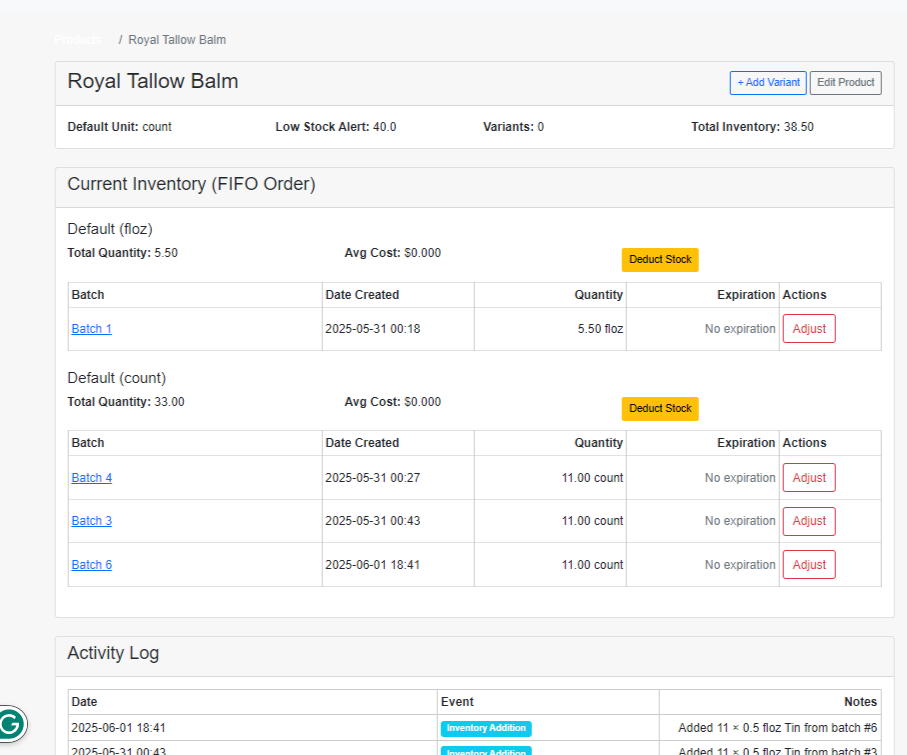 Products / Royal Tallow Balm
Royal Tallow Balm + Add Variant Edit Product
Default Unit: count Low Stock Alert: 40.0 Variants: 0 Total Inventory: 38.50
Current Inventory (FIFO Order)
Default (floz)
Total Quantity: 5.50 Avg Cost: $0.000 Deduct Stock
Batch Date Created Quantity Expiration Actions
Batch 1 2025-05-31 00:18 5.50 floz No expiration Adjust
Default (count)
Total Quantity: 33.00 Avg Cost: $0.000 Deduct Stock
Batch Date Created Quantity Expiration Actions
Batch 4 2025-05-31 00:27 11.00 count No expiration Adjust
Batch 3 2025-05-31 00:43 11.00 count No expiration Adjust
Batch 6 2025-06-01 18:41 11.00 count No expiration Adjust
Activity Log
Date Event Notes
2025-06-01 18:41 Inventory Addition Added 11 × 0.5 floz Tin from batch #6
2025-05-31 00:43 Inventory Addition Added 11 × 0.5 floz Tin from batch #3